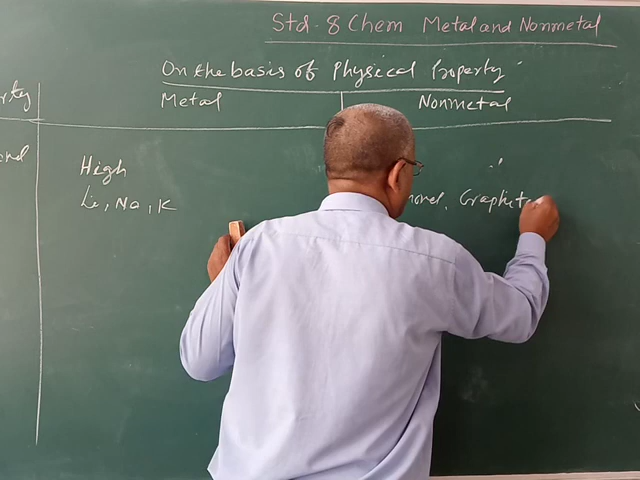 Std. 8 Chem Metal and Nonmetal
On the basis of Physical Property
Metal Nonmetal
High
Li, Na, K Graphite